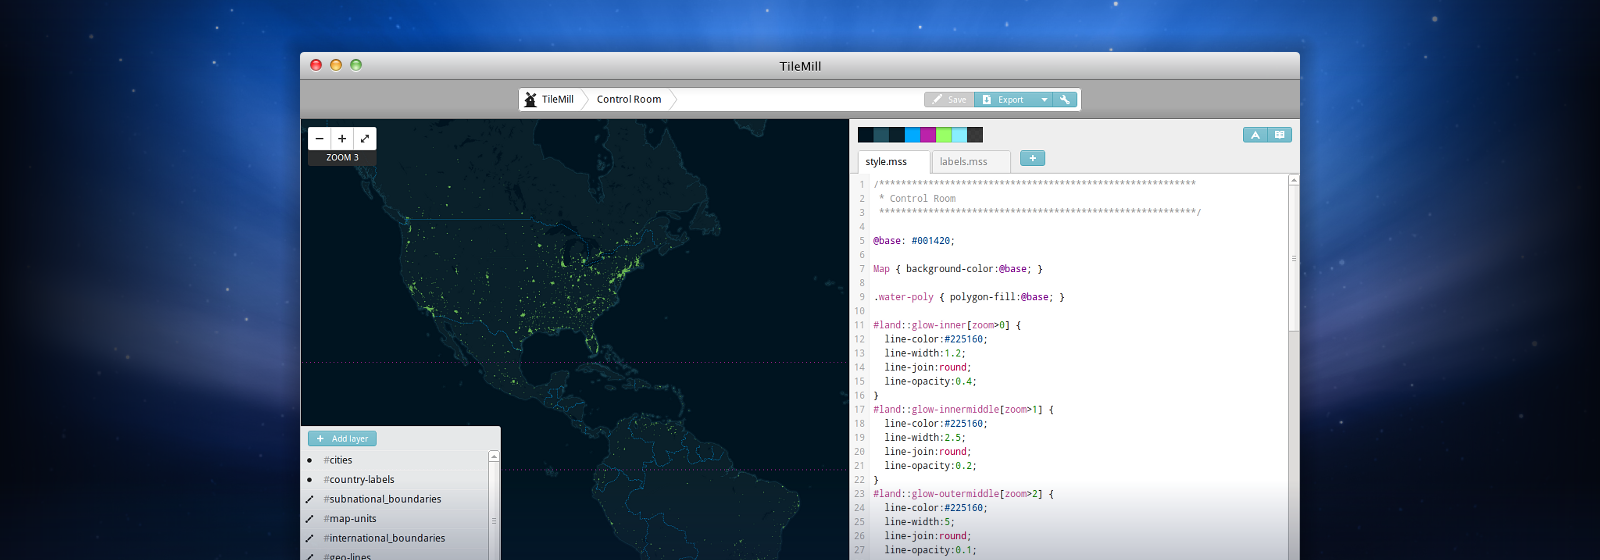 TileMill
TileMill Control Room Save Export
- +
ZOOM 3
A
style.mss labels.mss +
1 /**********************************************************
2 * Control Room
3 **********************************************************/
4
5 @base: #001420;
6
7 Map { background-color:@base; }
8
9 .water-poly { polygon-fill:@base; }
10
11 #land::glow-inner[zoom>0] {
12 line-color:#225160;
13 line-width:1.2;
14 line-join:round;
15 line-opacity:0.4;
16 }
17 #land::glow-innermiddle[zoom>1] {
18 line-color:#225160;
19 line-width:2.5;
20 line-join:round;
21 line-opacity:0.2;
22 }
23 #land::glow-outermiddle[zoom>2] {
24 line-color:#225160;
25 line-width:5;
26 line-join:round;
27 line-opacity:0.1;
+ Add layer
#cities
#country-labels
#subnational_boundaries
#map-units
#international_boundaries
#geo-lines